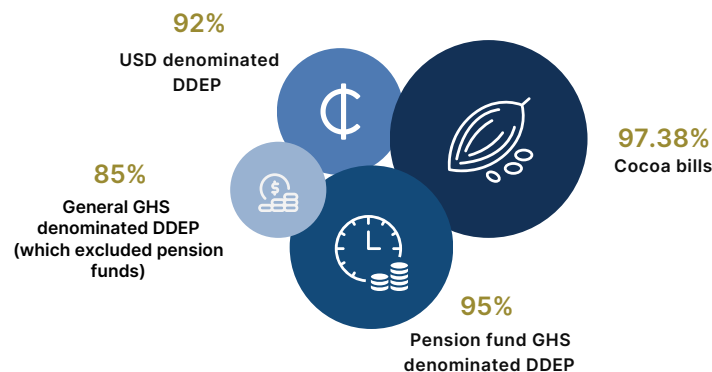 92%
USD denominated
DDEP
97.38%
Cocoa bills
85%
General GHS
denominated DDEP
(which excluded pension
funds)
$
95%
Pension fund GHS
denominated DDEP